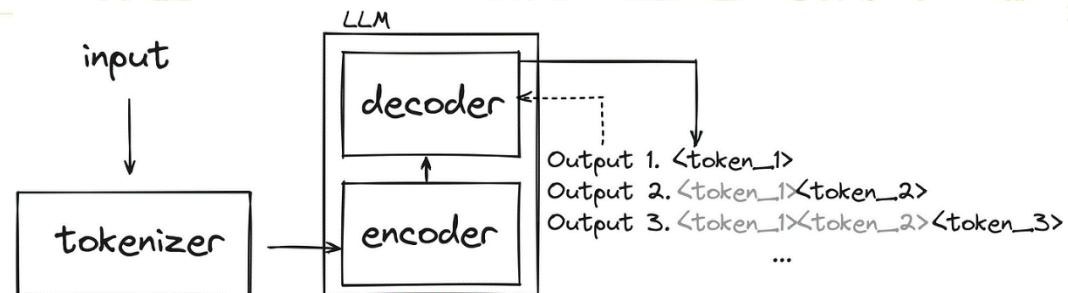 LLM
input
decoder
Output 1. <token_1>
Output 2. <token_1><token_2>
Output 3. <token_1><token_2><token_3>
...
tokenizer
encoder